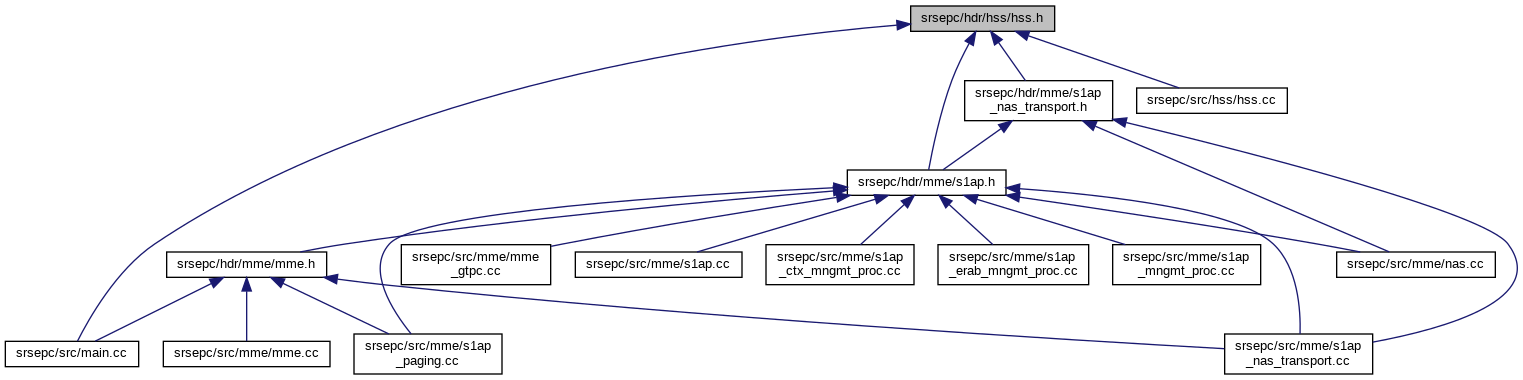 srsepc/hdr/hss/hss.h
srsepc/hdr/mme/s1ap
_nas_transport.h
srsepc/src/hss/hss.cc
srsepc/hdr/mme/s1ap.h
srsepc/hdr/mme/mme.h
srsepc/src/mme/mme
_gtpc.cc
srsepc/src/mme/s1ap.cc
srsepc/src/mme/s1ap
_ctx_mngmt_proc.cc
srsepc/src/mme/s1ap
_erab_mngmt_proc.cc
srsepc/src/mme/s1ap
_mngmt_proc.cc
srsepc/src/mme/nas.cc
srsepc/src/main.cc
srsepc/src/mme/mme.cc
srsepc/src/mme/s1ap
_paging.cc
srsepc/src/mme/s1ap
_nas_transport.cc